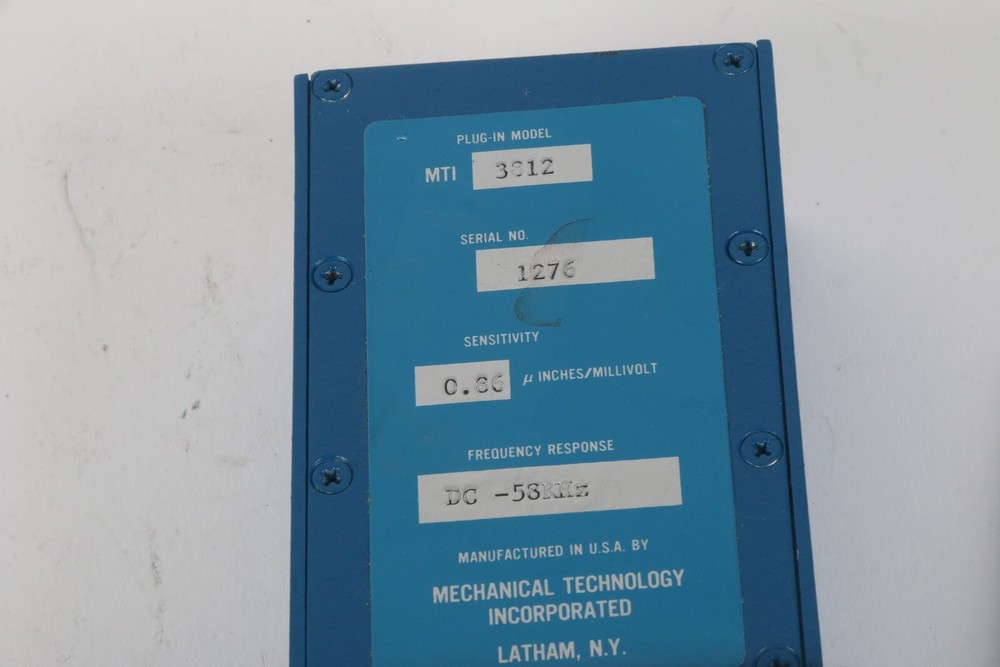 PLUG-IN MODEL
MTI 3812
SERIAL NO.
1276
SENSITIVITY
0.86 μ INCHES/MILLIVOLT
FREQUENCY RESPONSE
DC -58KHz
MANUFACTURED IN U.S.A. BY
MECHANICAL TECHNOLOGY
INCORPORATED
LATHAM, N.Y.